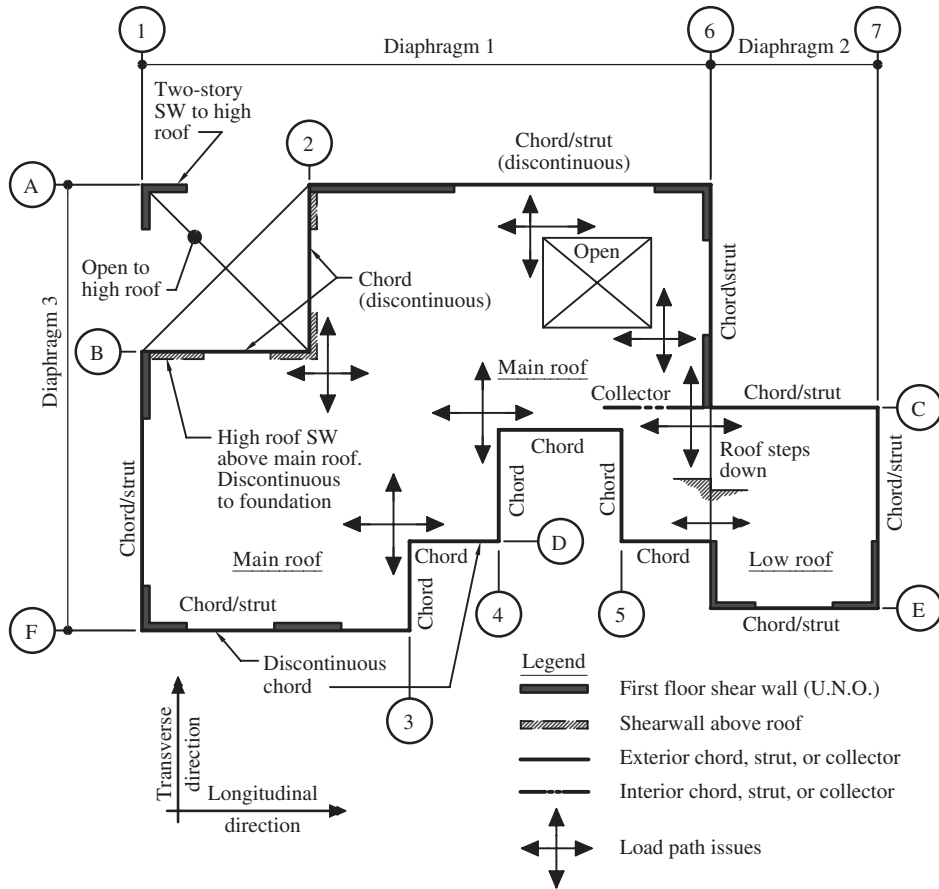 1
6
7
Diaphragm 1
Diaphragm 2
Two-story
SW to high
roof
2
Chord/strut
(discontinuous)
A
Open to
high roof
Chord
(discontinuous)
Open
Chord\strut
Diaphragm 3
B
Main roof
Collector
Chord/strut
C
High roof SW
above main roof.
Discontinuous
to foundation
Chord
Roof steps
down
Chord/strut
Chord
Chord
Chord/strut
Main roof
Chord
D
Chord
Low roof
Chord/strut
Chord
F
4
5
Chord/strut
E
Discontinuous
chord
3
Legend
First floor shear wall (U.N.O.)
Shearwall above roof
Exterior chord, strut, or collector
Interior chord, strut, or collector
Load path issues
Transverse
direction
Longitudinal
direction